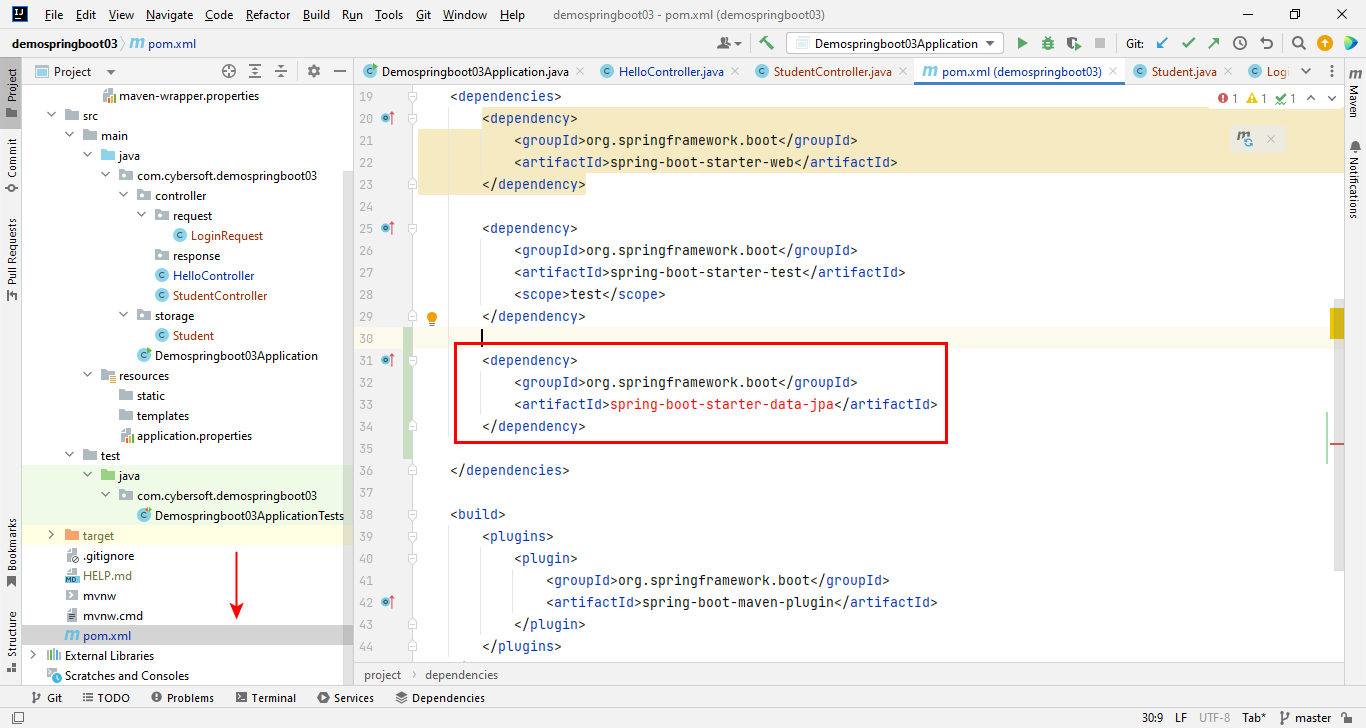 File Edit View Navigate Code Refactor Build Run Tools Git Window Help demospringboot03 - pom.xml (demospringboot03)
demospringboot03 m pom.xml Demospringboot03Application Git:
Project
Demospringboot03Application.java HelloController.java StudentController.java pom.xml (demospringboot03) Student.java Logi
Project
Commit
Pull Requests
Bookmarks
Structure
maven-wrapper.properties
src
main
java
com.cybersoft.demospringboot03
controller
request
LoginRequest
response
HelloController
StudentController
storage
Student
Demospringboot03Application
resources
static
templates
application.properties
test
java
com.cybersoft.demospringboot03
Demospringboot03ApplicationTests
target
.gitignore
HELP.md
mvnw
mvnw.cmd
pom.xml
External Libraries
Scratches and Consoles
1 1 1
19 <dependencies>
20 <dependency>
21 <groupId>org.springframework.boot</groupId>
22 <artifactId>spring-boot-starter-web</artifactId>
23 </dependency>
24
25 <dependency>
26 <groupId>org.springframework.boot</groupId>
27 <artifactId>spring-boot-starter-test</artifactId>
28 <scope>test</scope>
29 </dependency>
30
31 <dependency>
32 <groupId>org.springframework.boot</groupId>
33 <artifactId>spring-boot-starter-data-jpa</artifactId>
34 </dependency>
35
36 </dependencies>
37
38 <build>
39 <plugins>
40 <plugin>
41 <groupId>org.springframework.boot</groupId>
42 <artifactId>spring-boot-maven-plugin</artifactId>
43 </plugin>
44 </plugins>
project dependencies
Maven
Notifications
Git TODO Problems Terminal Services Dependencies
30:9 LF UTF-8 Tab* master